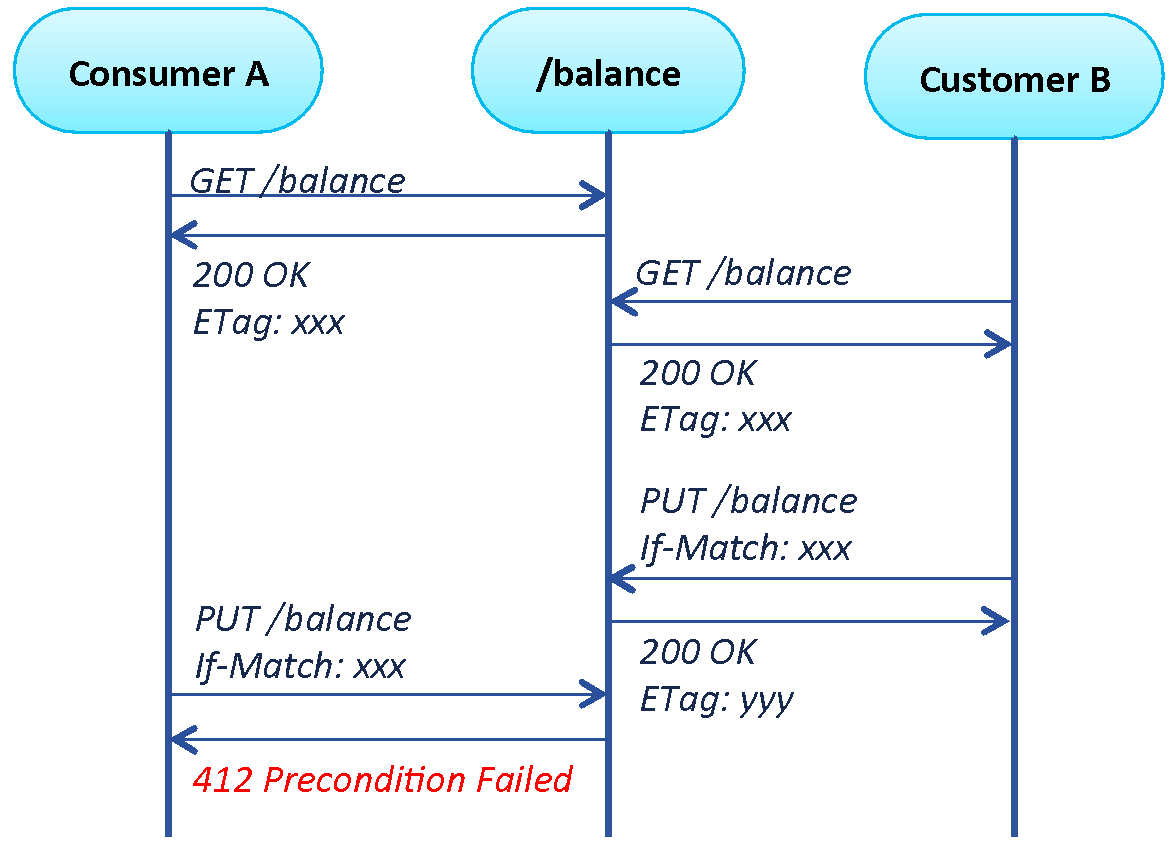 Consumer A
/balance
Customer B
GET /balance
200 OK
ETag: xxx
GET /balance
200 OK
ETag: xxx
PUT /balance
If-Match: xxx
PUT /balance
If-Match: xxx
200 OK
ETag: yyy
412 Precondition Failed